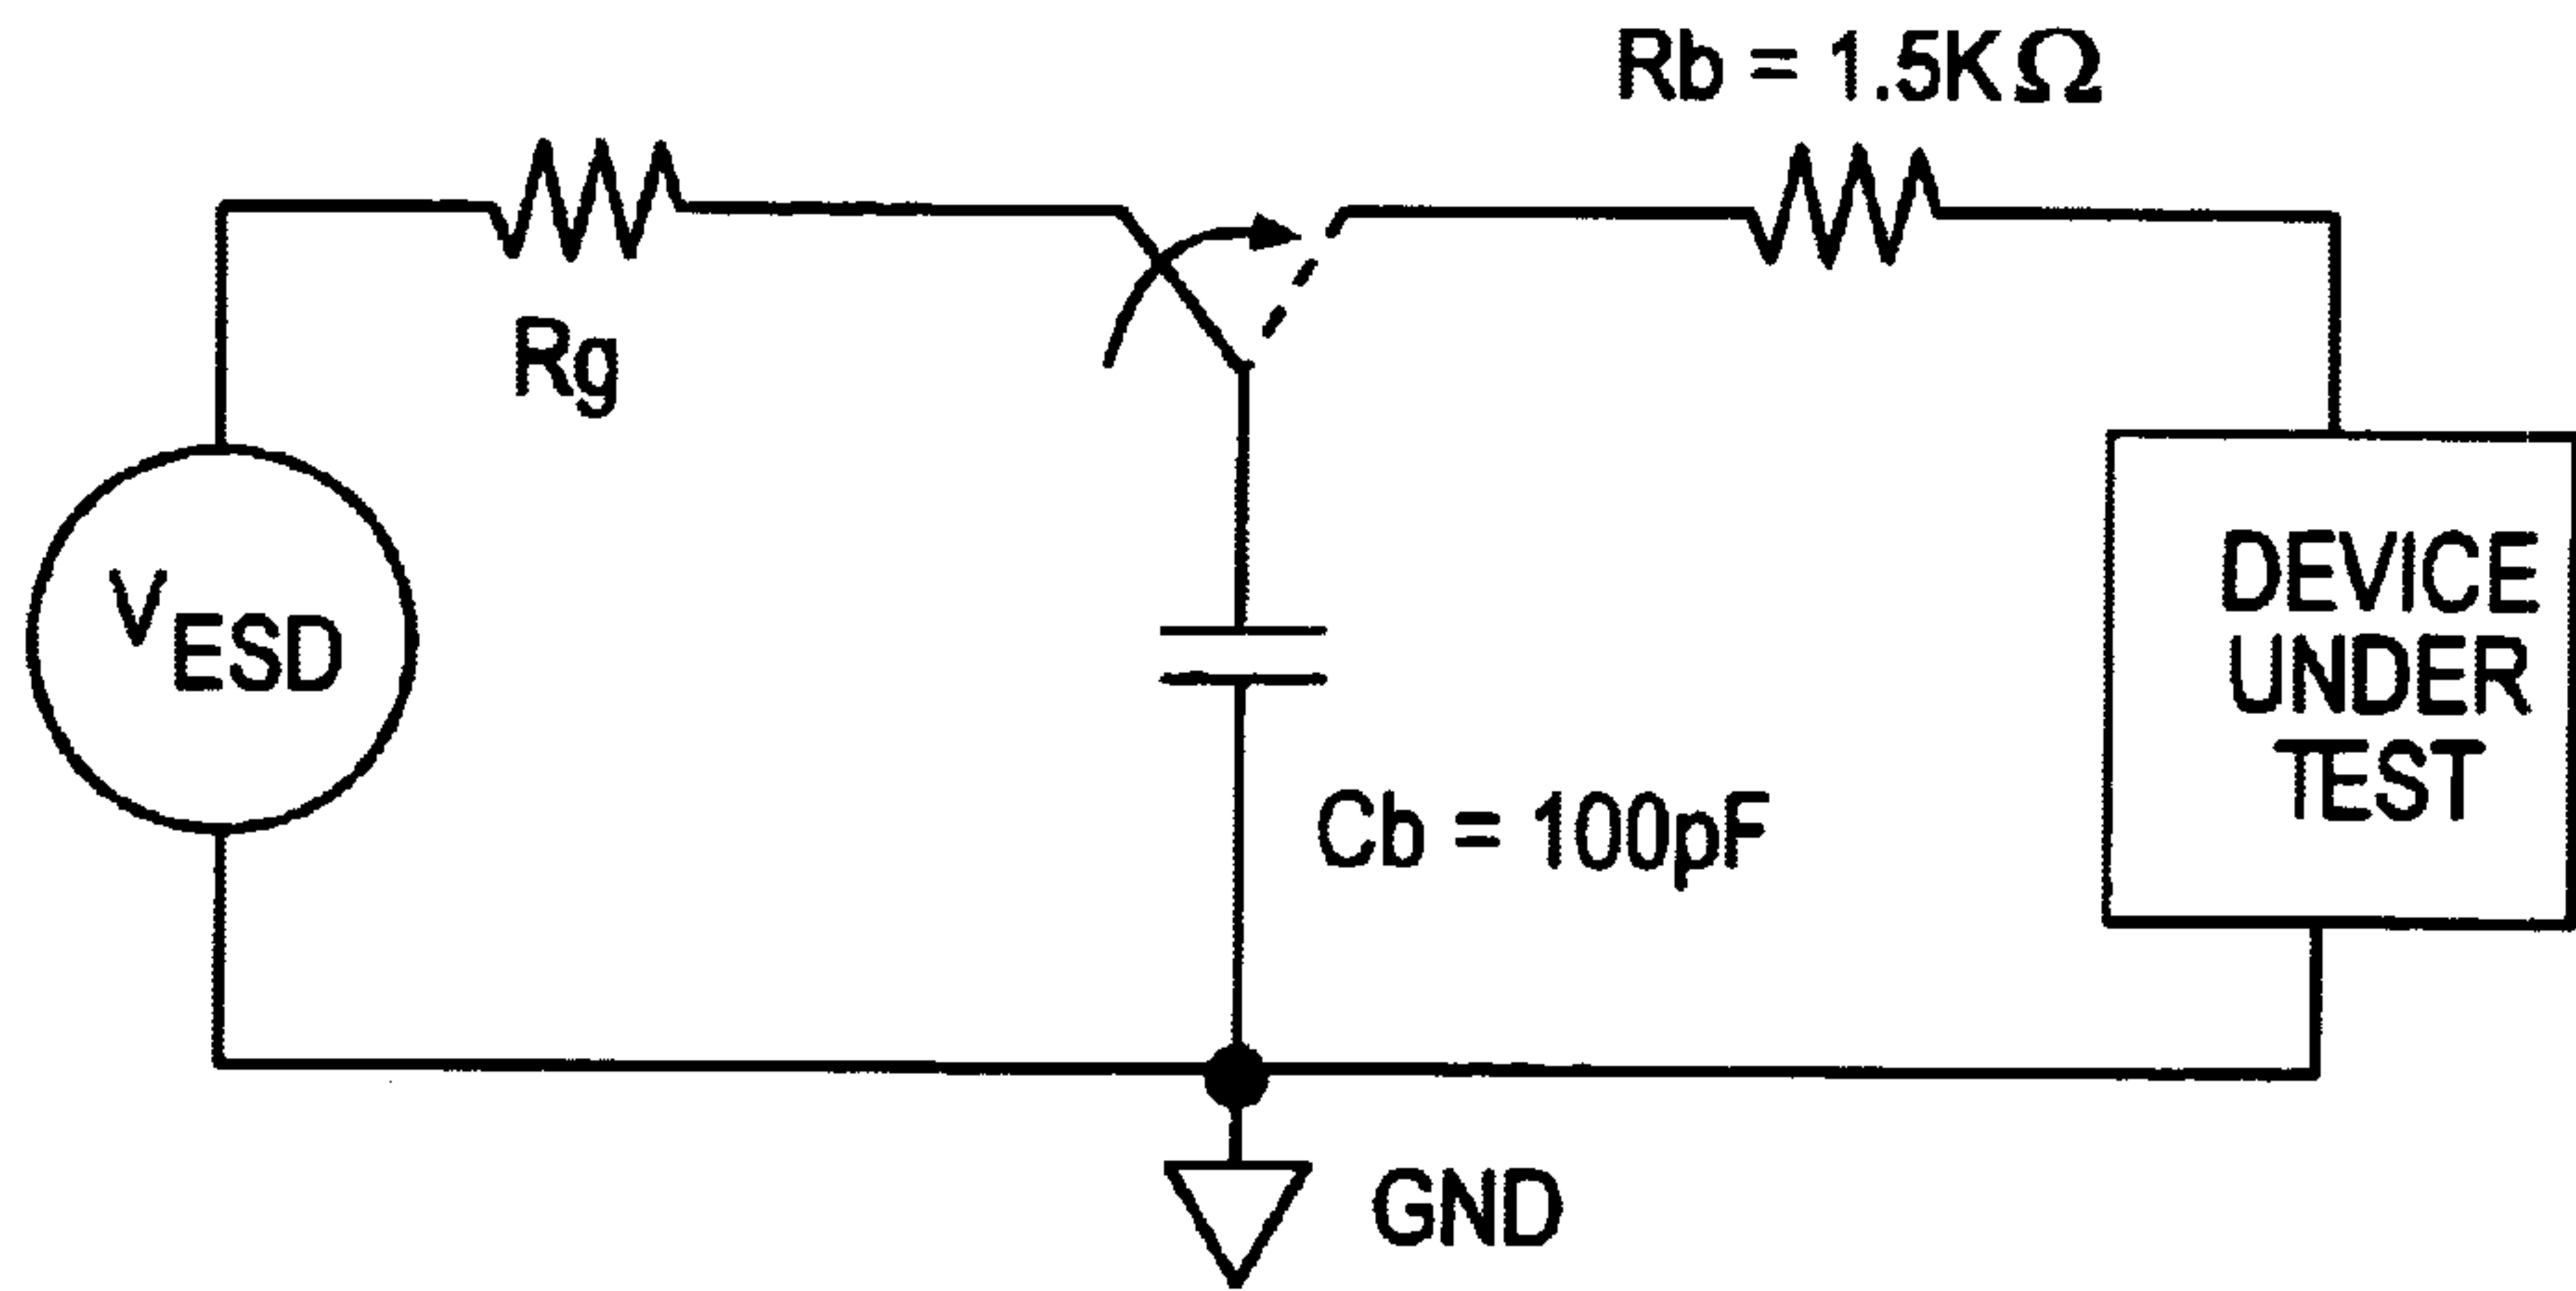 Rb = 1.5KΩ
Rg
VESD
DEVICE
UNDER
TEST
Cb = 100pF
GND